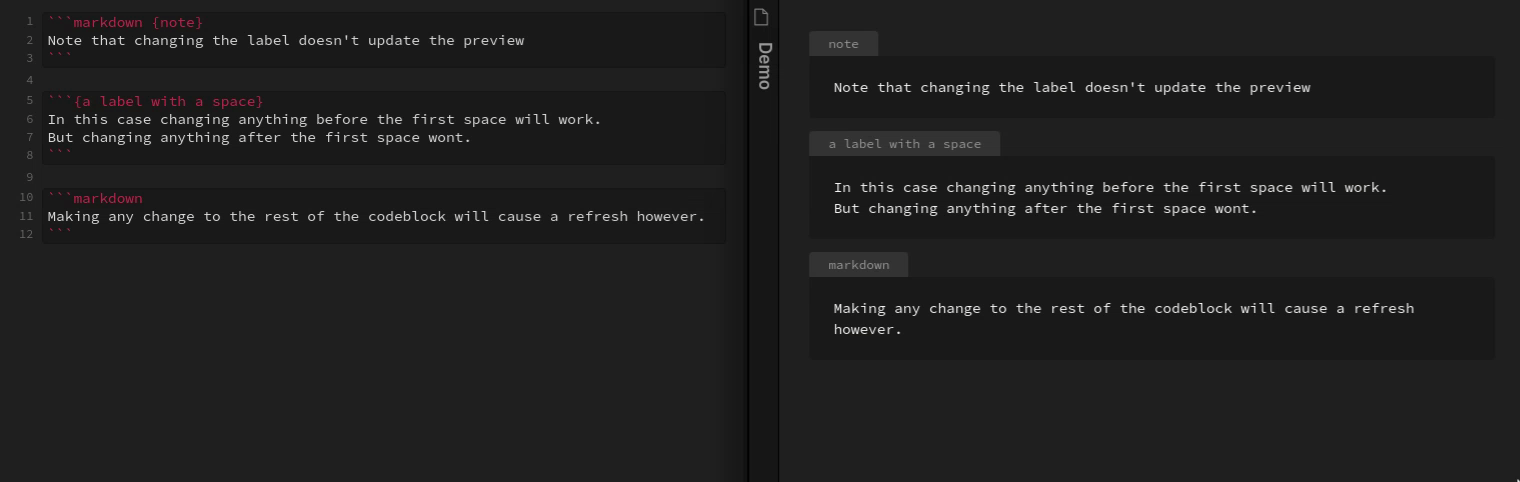 1 ```markdown {note}
2 Note that changing the label doesn't update the preview
3 ```
4
5 ```{a label with a space}
6 In this case changing anything before the first space will work.
7 But changing anything after the first space wont.
8 ```
9
10 ```markdown
11 Making any change to the rest of the codeblock will cause a refresh however.
12 ```
Demo
note
Note that changing the label doesn't update the preview
a label with a space
In this case changing anything before the first space will work.
But changing anything after the first space wont.
markdown
Making any change to the rest of the codeblock will cause a refresh
however.